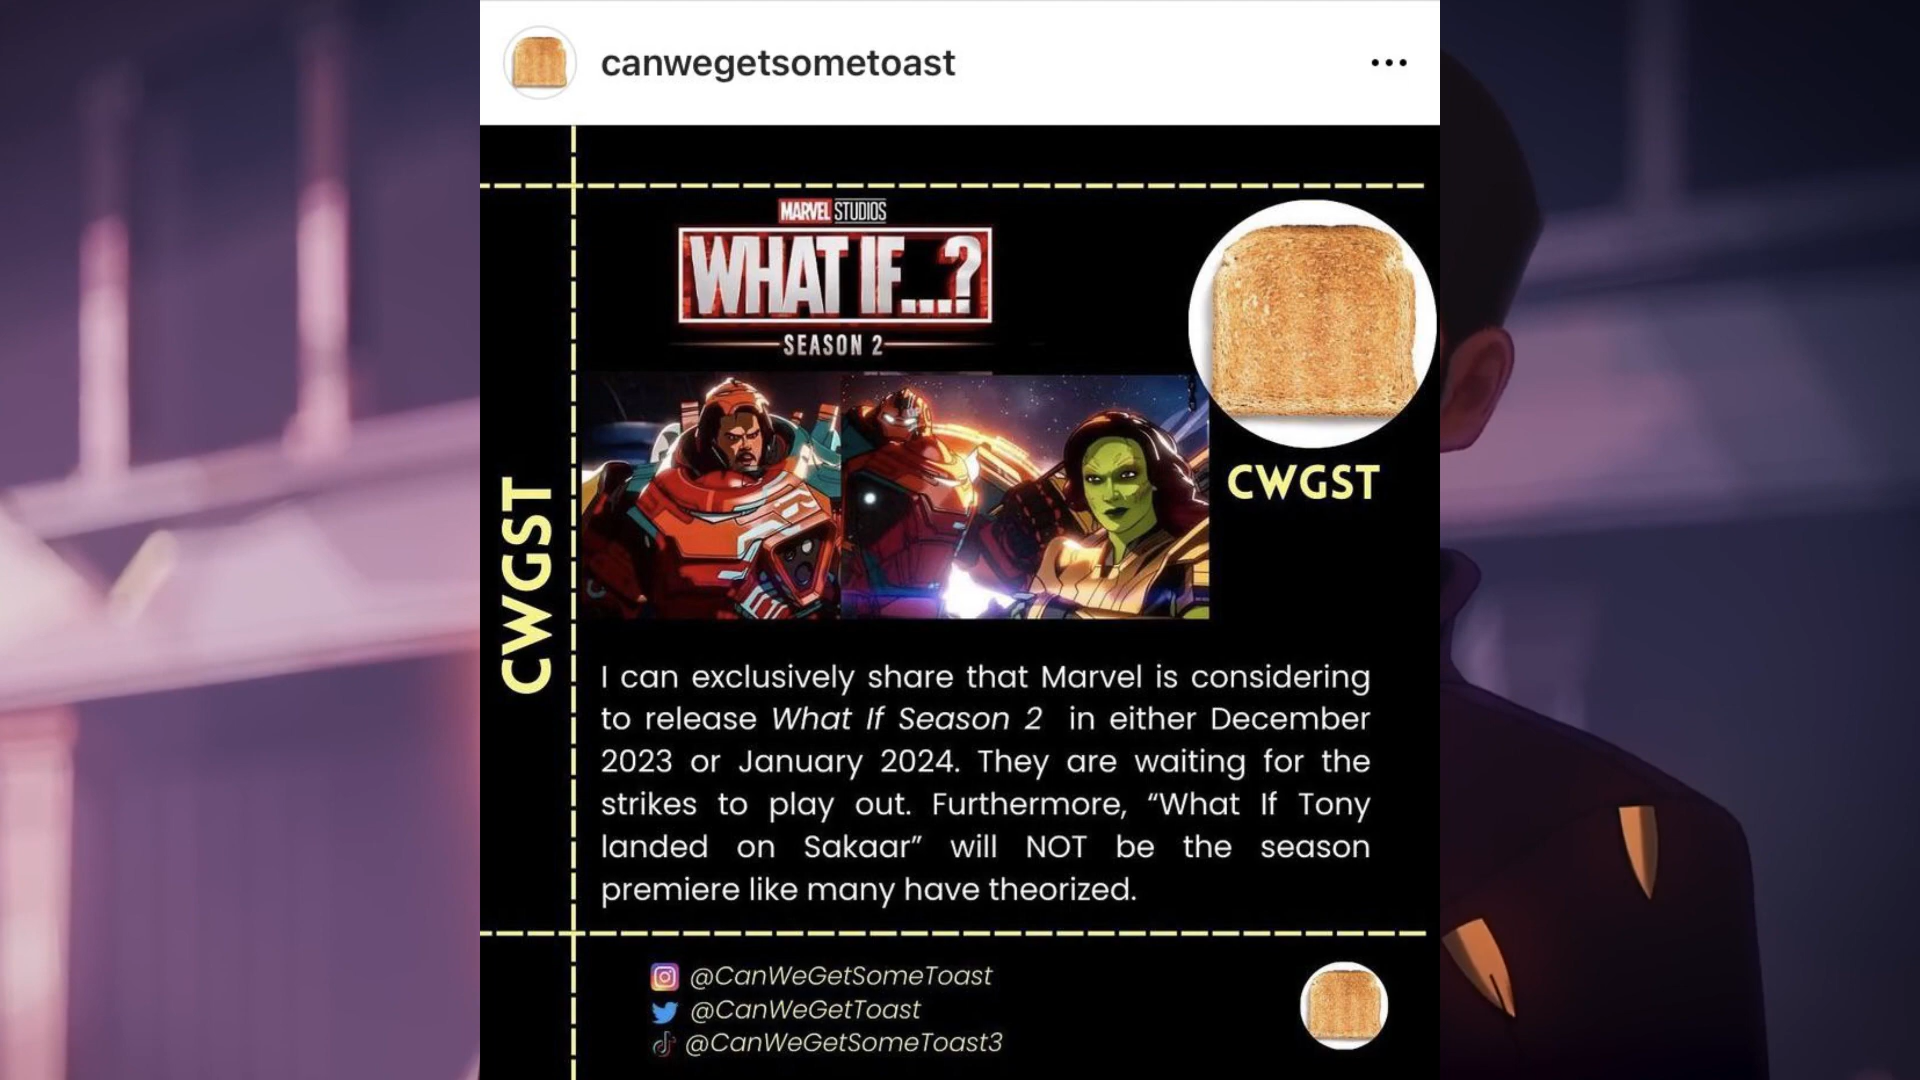 canwegetsometoast
MARVEL STUDIOS
WHAT IF...?
SEASON 2
CWGST
CWGST
I can exclusively share that Marvel is considering
to release What If Season 2 in either December
2023 or January 2024. They are waiting for the
strikes to play out. Furthermore, “What If Tony
landed on Sakaar” will NOT be the season
premiere like many have theorized.
@CanWeGetSomeToast
@CanWeGetToast
@CanWeGetSomeToast3